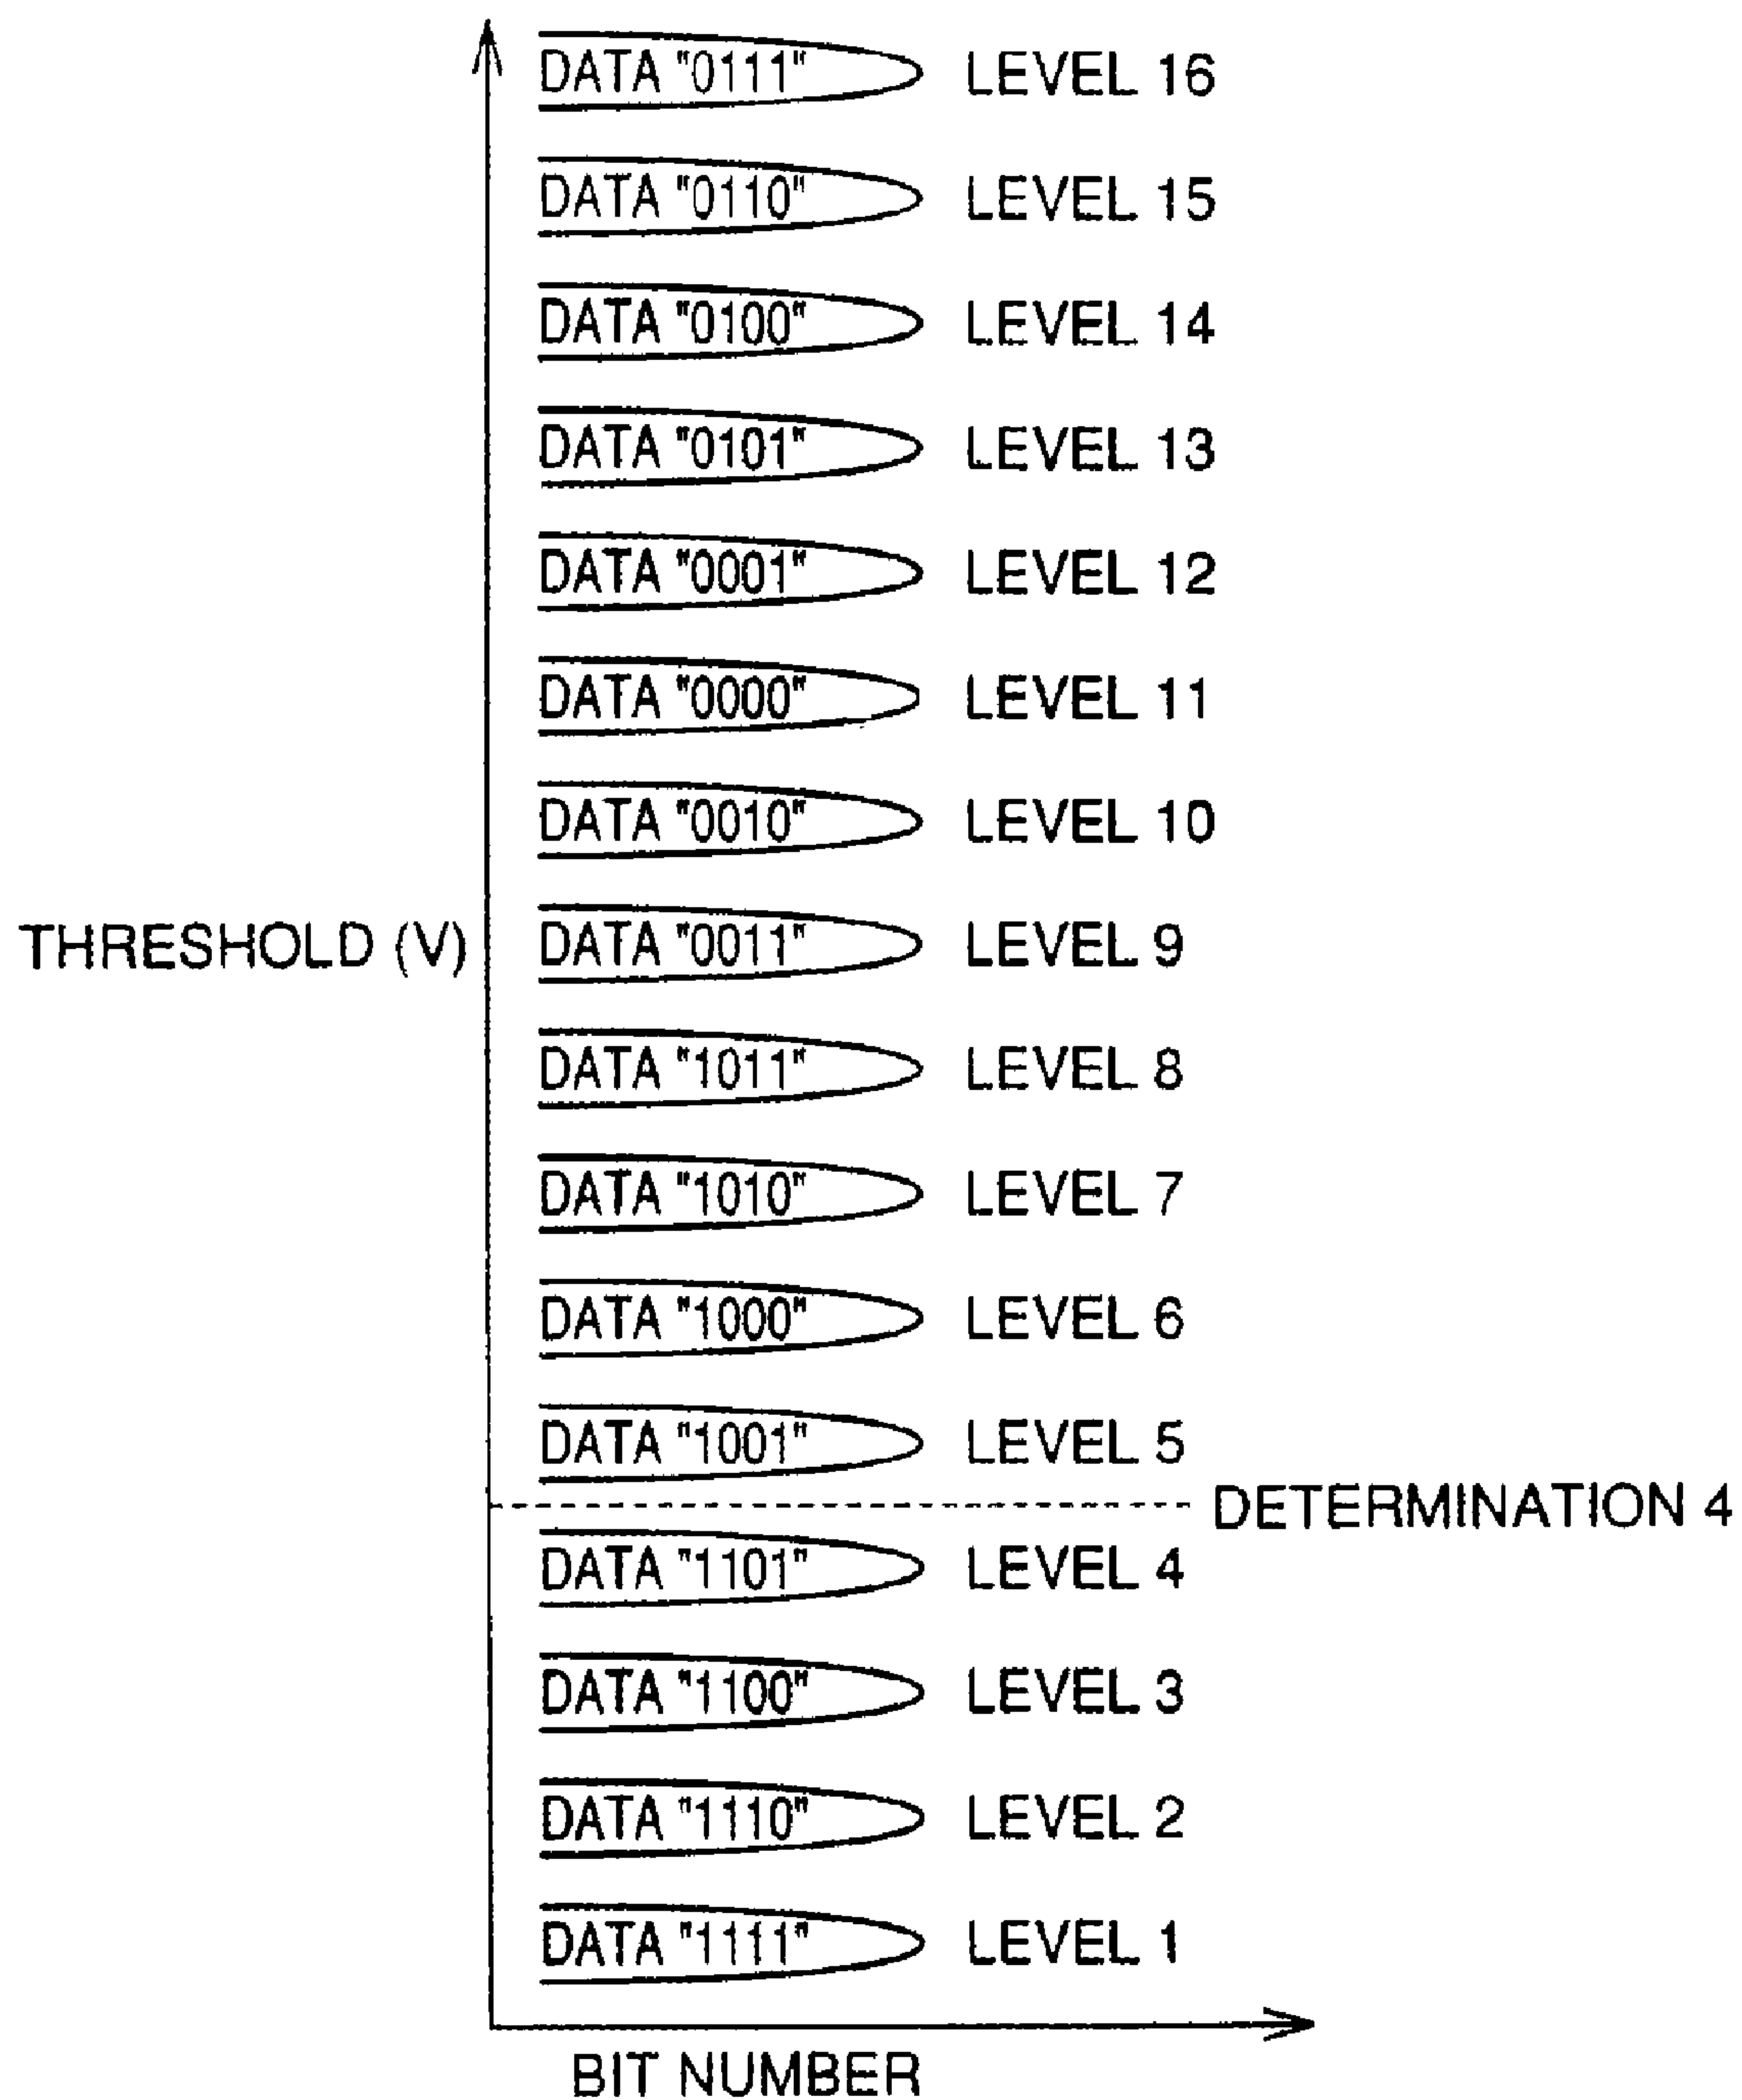 DATA "0111" LEVEL 16
DATA "0110" LEVEL 15
DATA "0100" LEVEL 14
DATA "0101" LEVEL 13
DATA "0001" LEVEL 12
DATA "0000" LEVEL 11
DATA "0010" LEVEL 10
THRESHOLD (V) DATA "0011" LEVEL 9
DATA "1011" LEVEL 8
DATA "1010" LEVEL 7
DATA "1000" LEVEL 6
DATA "1001" LEVEL 5
DETERMINATION 4
DATA "1101" LEVEL 4
DATA "1100" LEVEL 3
DATA "1110" LEVEL 2
DATA "1111" LEVEL 1
BIT NUMBER